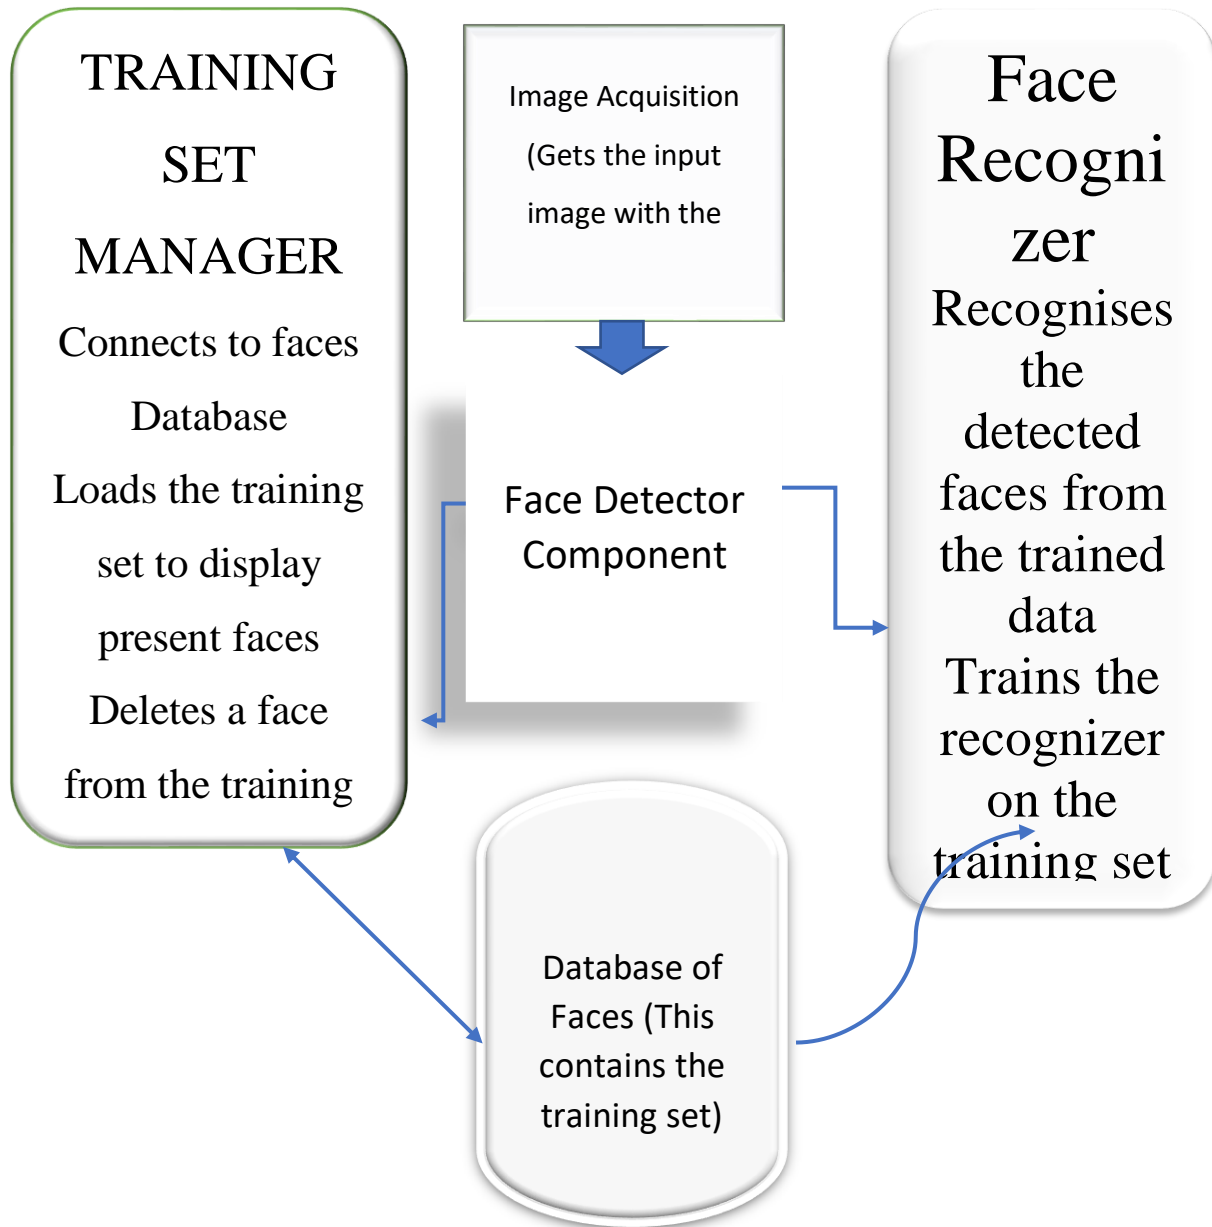 TRAINING
SET
MANAGER
Connects to faces
Database
Loads the training
set to display
present faces
Deletes a face
from the training
Image Acquisition
(Gets the input
image with the
Face Detector
Component
Face
Recogni
zer
Recognises
the
detected
faces from
the trained
data
Trains the
recognizer
on the
training set
Database of
Faces (This
contains the
training set)